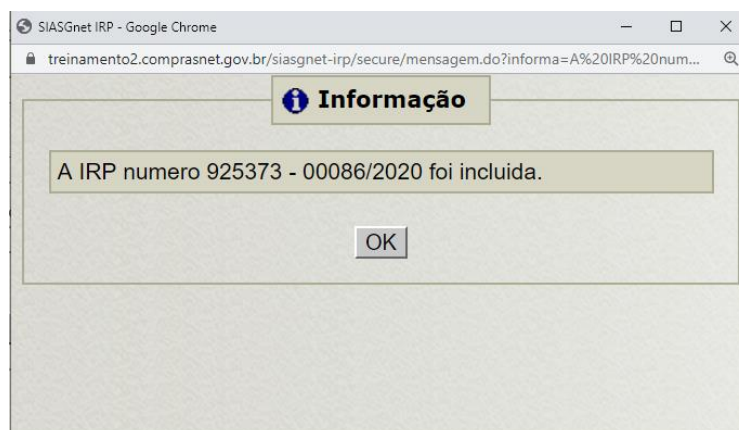 SIASGnet IRP - Google Chrome
treinamento2.comprasnet.gov.br/siasgnet-irp/secure/mensagem.do?informa=A%20IRP%20num...
Informação
A IRP numero 925373 - 00086/2020 foi incluida.
OK